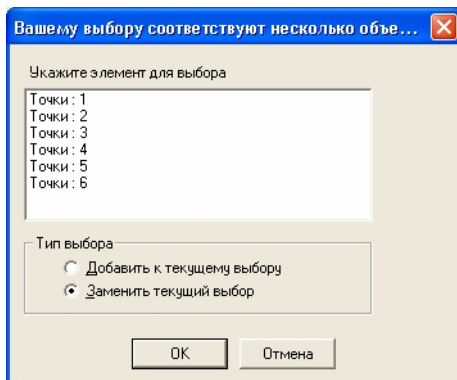 Вашему выбору соответствуют несколько объе...
Укажите элемент для выбора
Точки : 1
Точки : 2
Точки : 3
Точки : 4
Точки : 5
Точки : 6
Тип выбора
Добавить к текущему выбору
Заменить текущий выбор
OK
Отмена